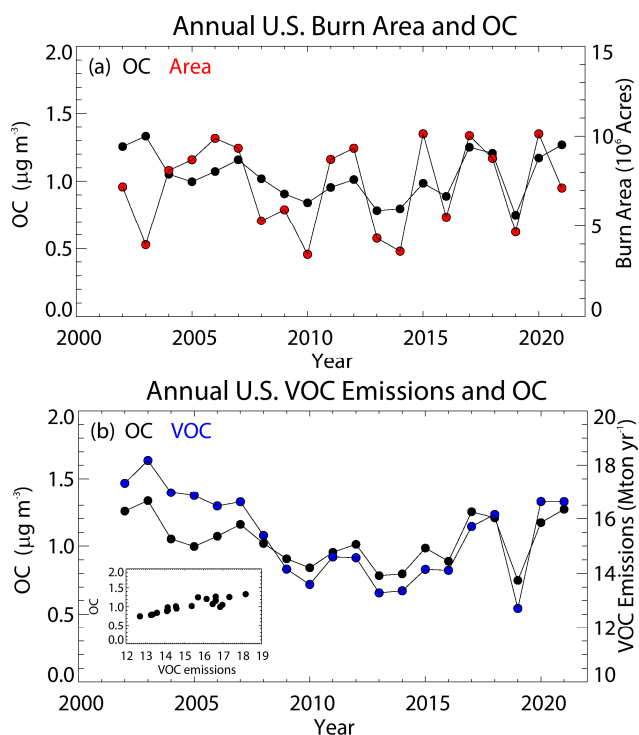 Annual U.S. Burn Area and OC
(a) OC Area
2.0
1.5
1.0
0.5
0.0
OC (μg m-3)
15
10
5
0
Burn Area (10⁶ Acres)
2000 2005 2010 2015 2020
Year
Annual U.S. VOC Emissions and OC
(b) OC VOC
2.0
1.5
1.0
0.5
0.0
OC (μg m-3)
20
18
16
14
12
10
VOC Emissions (Mton yr-1)
2.0
1.5
1.0
0.5
0.0
OC
12 13 14 15 16 17 18 19
VOC emissions
2000 2005 2010 2015 2020
Year